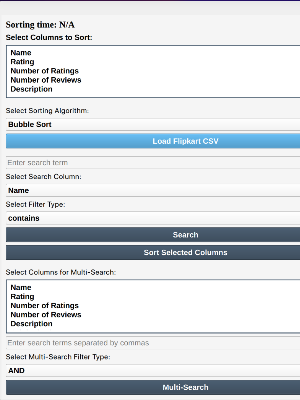 Sorting time: N/A
Select Columns to Sort:
Name
Rating
Number of Ratings
Number of Reviews
Description
Select Sorting Algorithm:
Bubble Sort
Load Flipkart CSV
Enter search term
Select Search Column:
Name
Select Filter Type:
contains
Search
Sort Selected Columns
Select Columns for Multi-Search:
Name
Rating
Number of Ratings
Number of Reviews
Description
Enter search terms separated by commas
Select Multi-Search Filter Type:
AND
Multi-Search